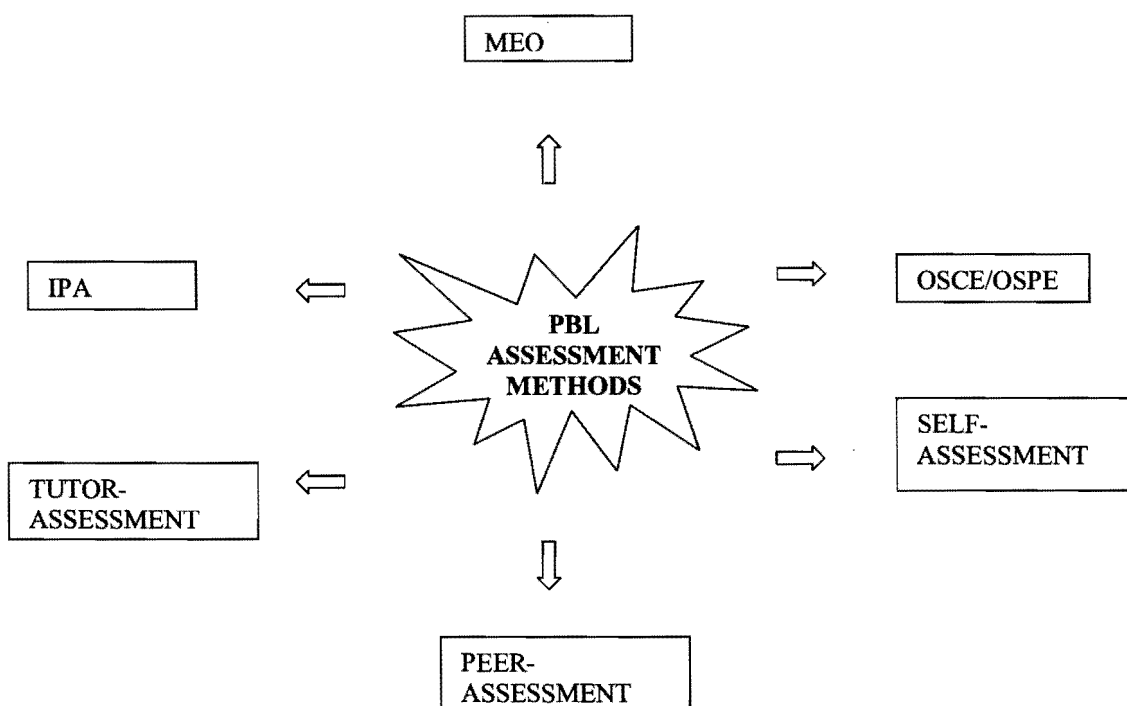 MEO
IPA
OSCE/OSPE
PBL
ASSESSMENT
METHODS
SELF-
ASSESSMENT
TUTOR-
ASSESSMENT
PEER-
ASSESSMENT